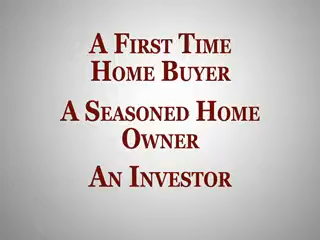 A First Time
Home Buyer
A Seasoned Home
Owner
An Investor